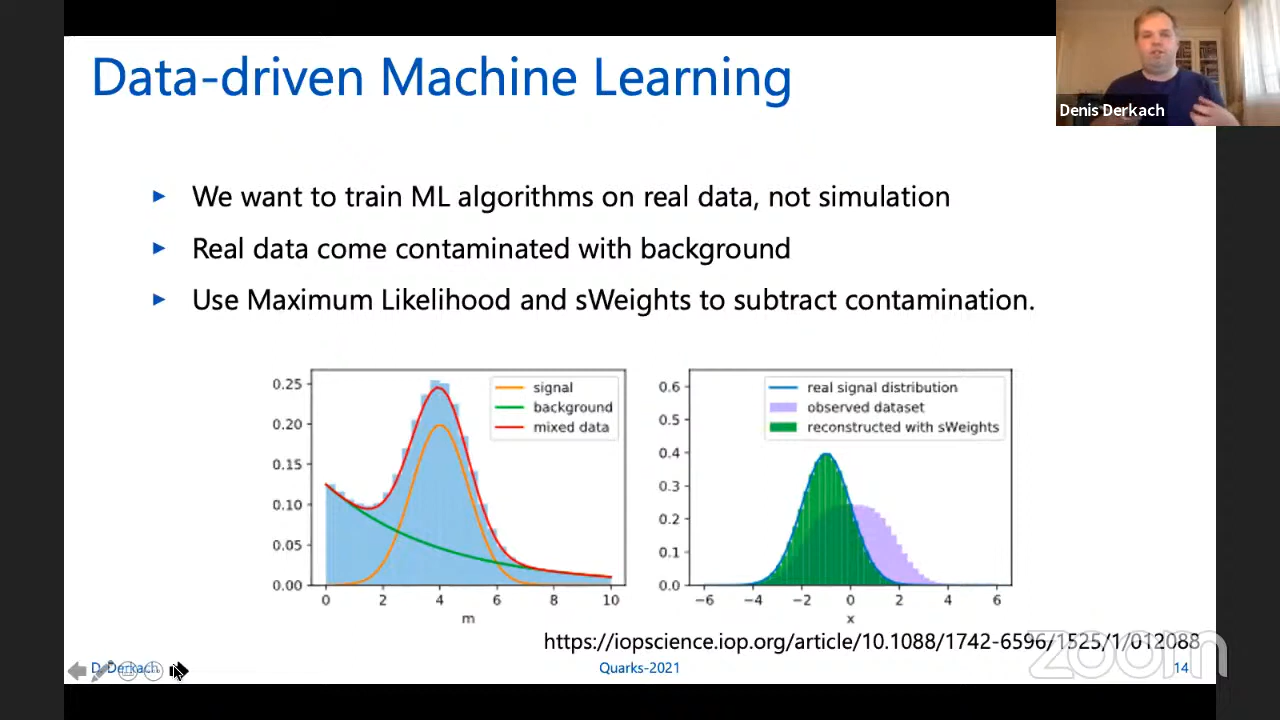 Data-driven Machine Learning
Denis Derkach
We want to train ML algorithms on real data, not simulation
Real data come contaminated with background
Use Maximum Likelihood and sWeights to subtract contamination.
signal
background
mixed data
0.25
0.20
0.15
0.10
0.05
0.00
0 2 4 6 8 10
m
real signal distribution
observed dataset
reconstructed with sWeights
0.6
0.5
0.4
0.3
0.2
0.1
0.0
−6 −4 −2 0 2 4 6
x
https://iopscience.iop.org/article/10.1088/1742-6596/1525/1/012088
zoom
D. Derkach
Quarks-2021
14